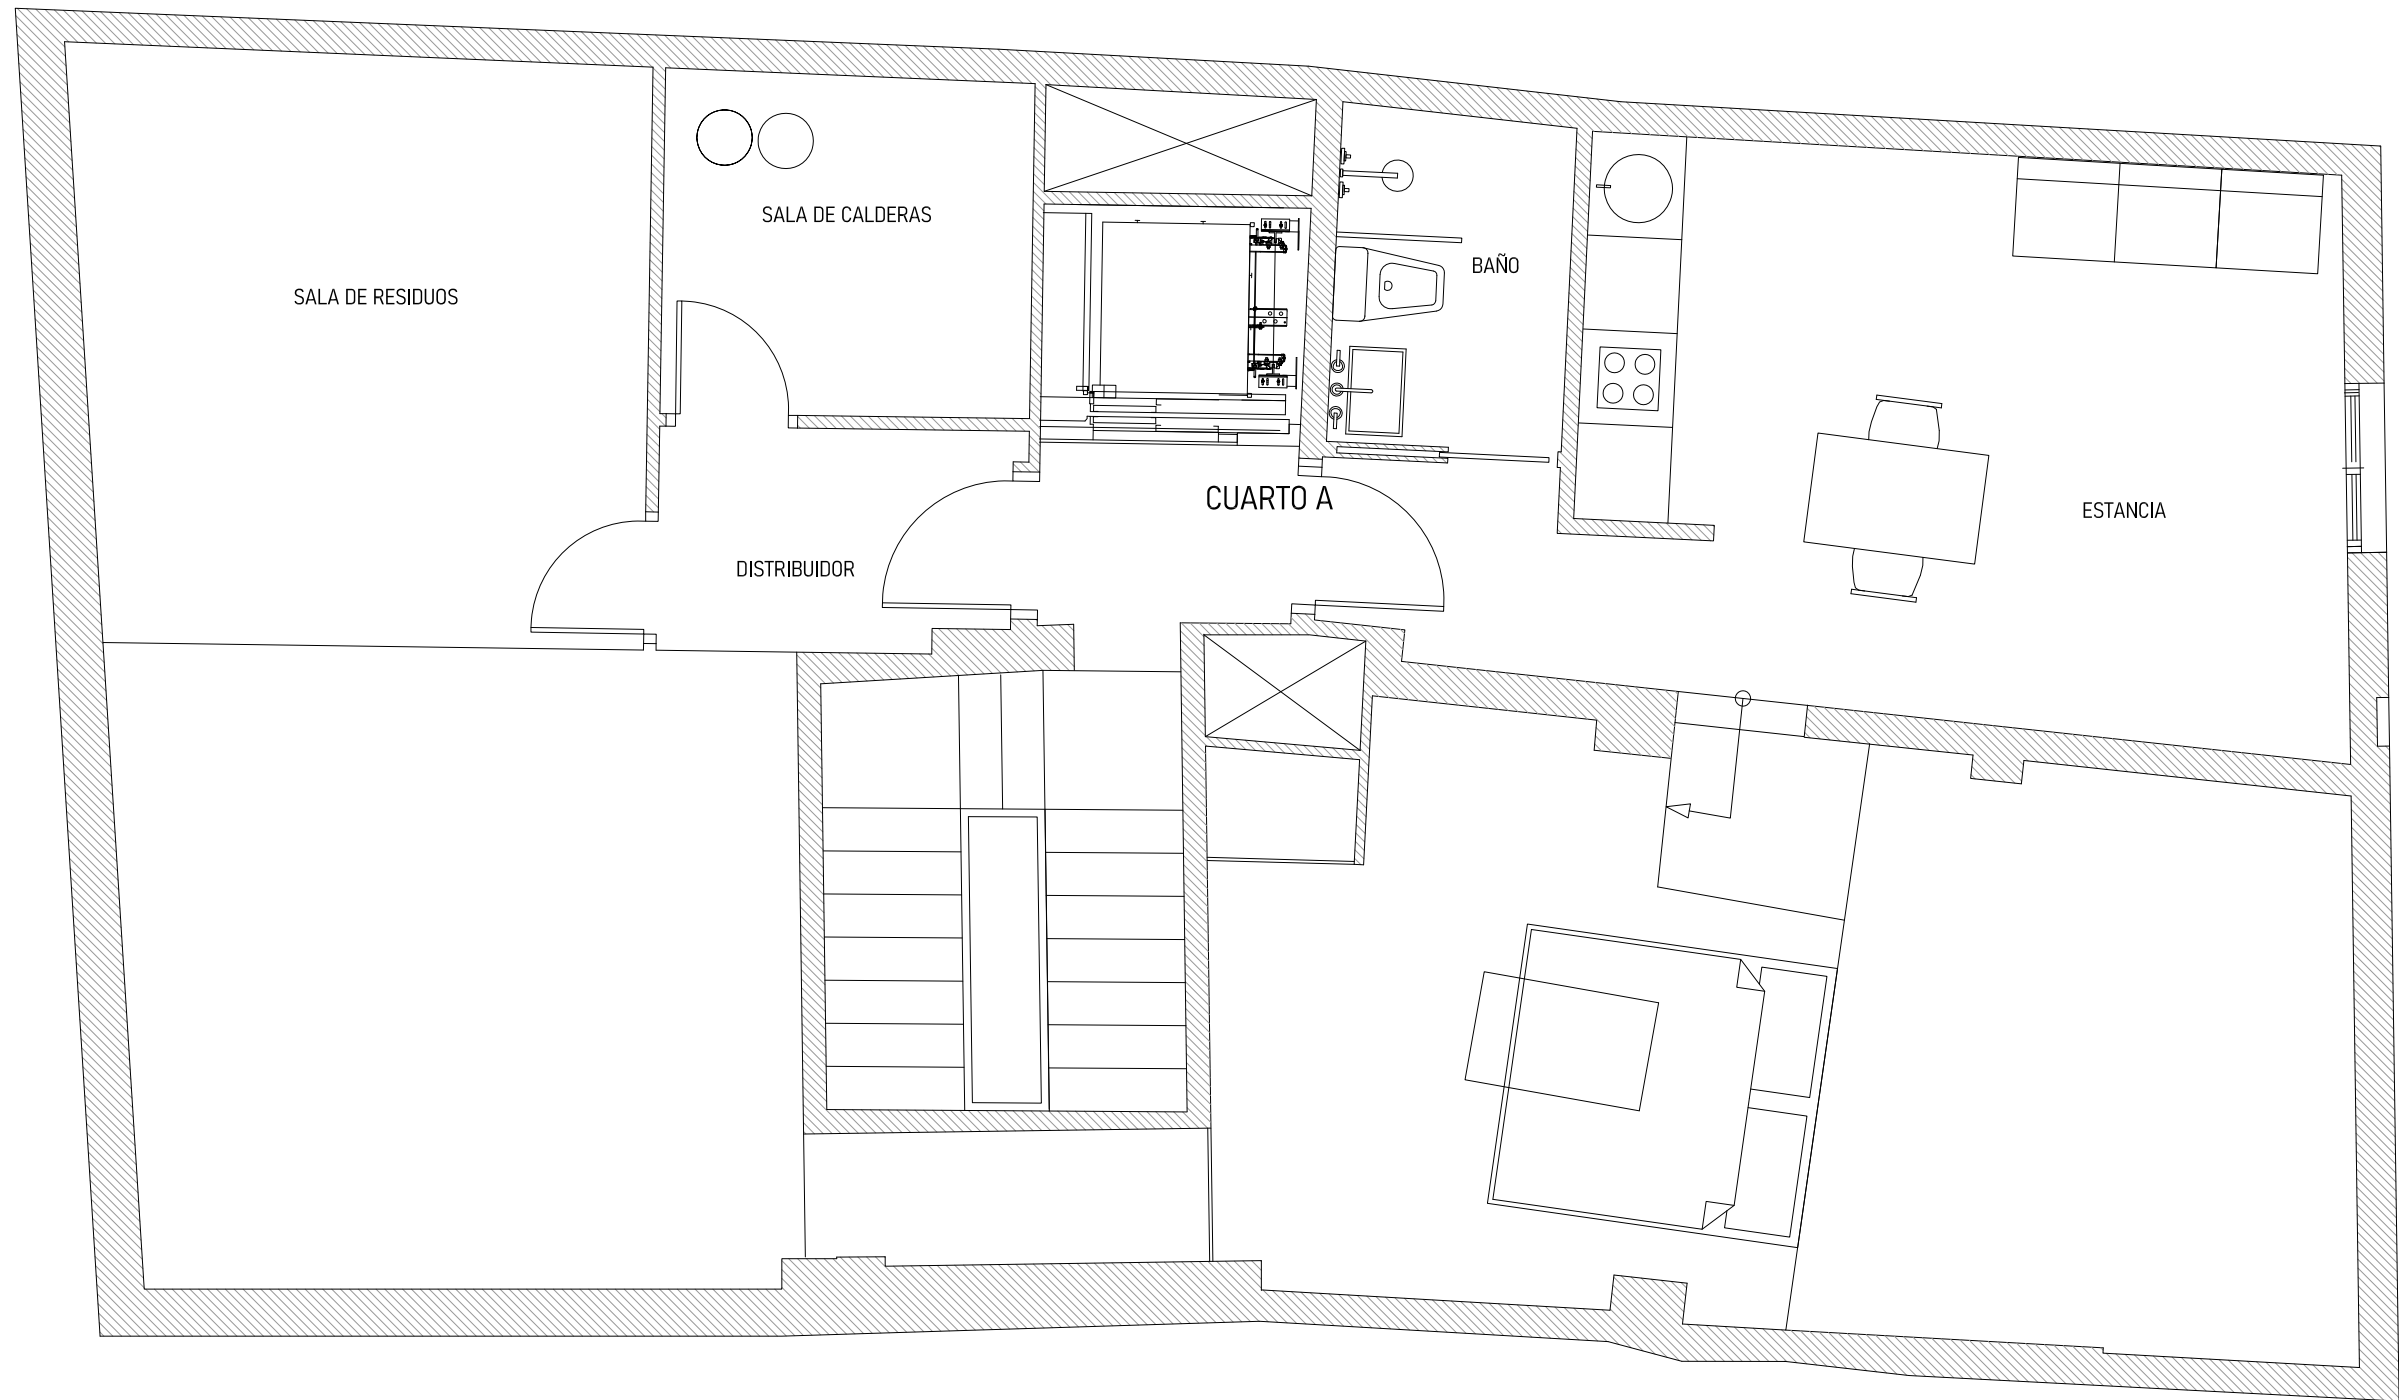 SALA DE CALDERAS
BAÑO
SALA DE RESIDUOS
CUARTO A
ESTANCIA
DISTRIBUIDOR